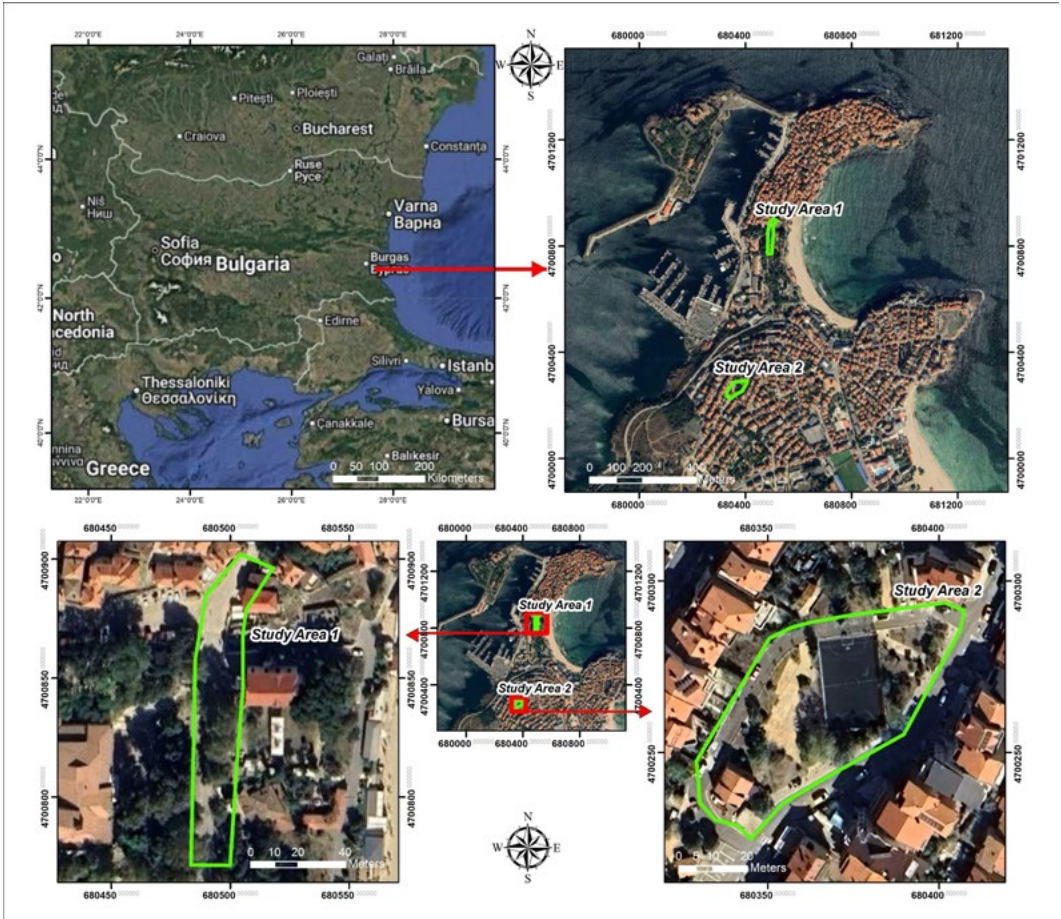 N
W E
S
22°0'0"E 24°0'0"E 26°0'0"E 28°0'0"E
44°0'0"N
42°0'0"N
40°0'0"N
Galați
Brăila
Pitești
Ploiești
Bucharest
Craiova
Constanța
Ruse
Русе
Niš
Ниш
Varna
Варна
Sofia
София
Bulgaria
Burgas
Бургас
North
Edirne
Silivri
Istanb
Thessaloniki
Θεσσαλονίκη
Yalova
Çanakkale
Bursa
Balıkesir
Greece
0 50 100 200
Kilometers
44°0'0"N
42°0'0"N
40°0'0"N
22°0'0"E 24°0'0"E 26°0'0"E 28°0'0"E
680000 680400 680800 681200
4701200
4700800
4700400
4700000
Study Area 1
Study Area 2
0 100 200 400
Meters
4701200
4700800
4700400
4700000
680000 680400 680800 681200
680450 680500 680550
4700900
4700850
4700800
Study Area 1
0 10 20 40
Meters
4700900
4700850
4700800
680450 680500 680550
680000 680400 680800
4701200
4700800
4700400
Study Area 1
Study Area 2
4701200
4700800
4700400
680000 680400 680800
680350 680400
4700300
4700250
Study Area 2
0 5 10 20
Meters
4700300
4700250
680350 680400
N
W E
S